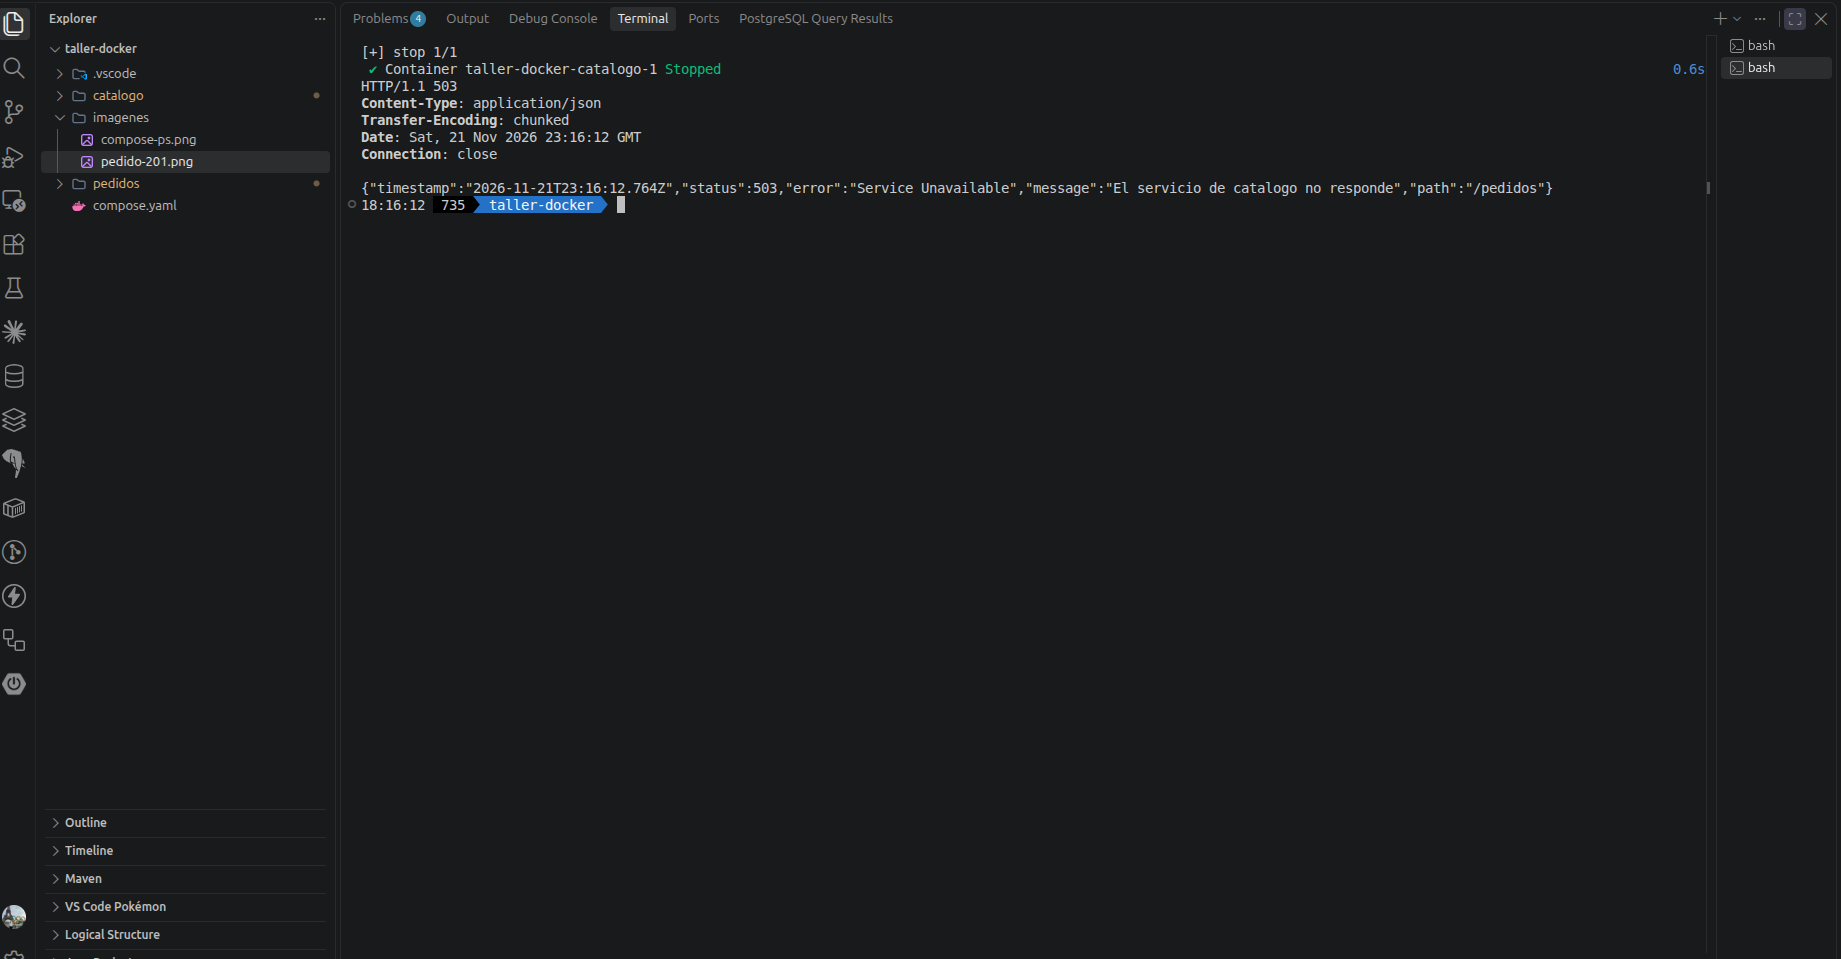 Explorer
taller-docker
.vscode
catalogo
imagenes
compose-ps.png
pedido-201.png
pedidos
compose.yaml
Outline
Timeline
Maven
VS Code Pokémon
Logical Structure
Problems 4 Output Debug Console Terminal Ports PostgreSQL Query Results
[+] stop 1/1
✔ Container taller-docker-catalogo-1 Stopped 0.6s
HTTP/1.1 503
Content-Type: application/json
Transfer-Encoding: chunked
Date: Sat, 21 Nov 2026 23:16:12 GMT
Connection: close
{"timestamp":"2026-11-21T23:16:12.764Z","status":503,"error":"Service Unavailable","message":"El servicio de catalogo no responde","path":"/pedidos"}
18:16:12 735 taller-docker
bash
bash